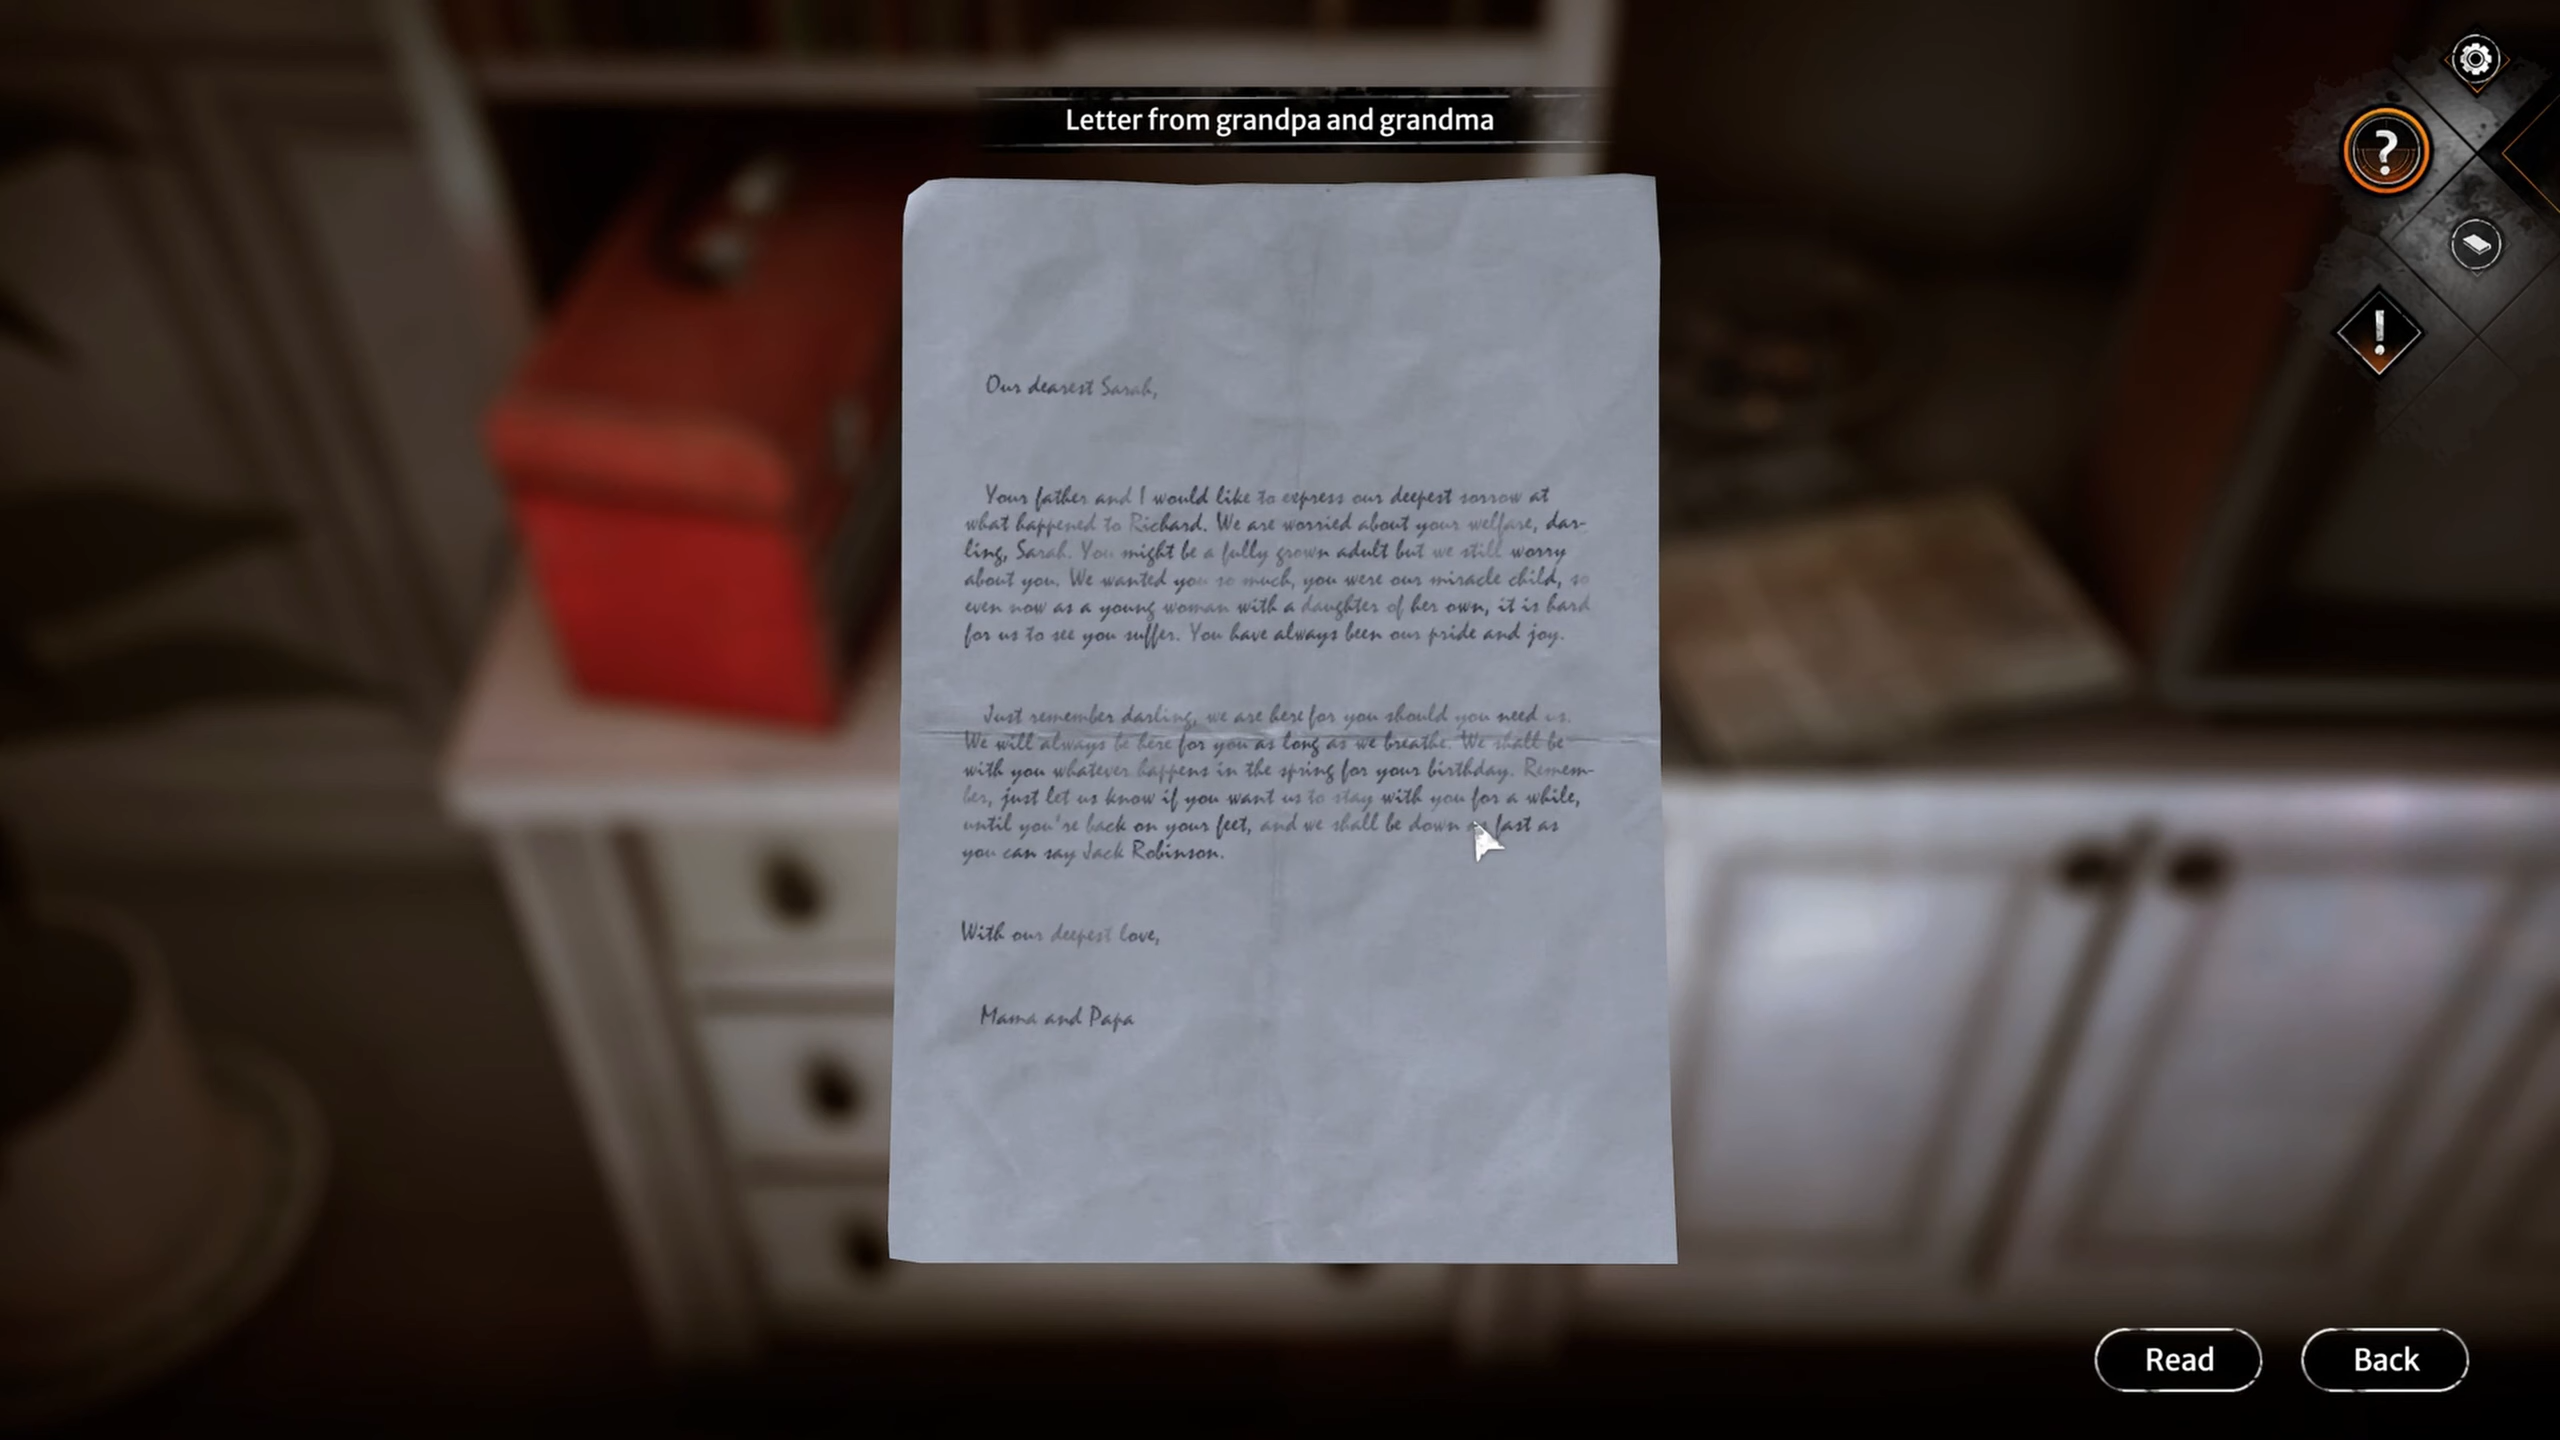 Letter from grandpa and grandma
Our dearest Sarah,
Your father and I would like to express our deepest sorrow at
what happened to Richard. We are worried about your welfare, dar-
ling, Sarah. You might be a fully grown adult but we still worry
about you. We wanted you so much, you were our miracle child, so
even now as a young woman with a daughter of her own, it is hard
for us to see you suffer. You have always been our pride and joy.
Just remember darling, we are here for you should you need us.
We will always be here for you as long as we breathe. We shall be
with you whatever happens in the spring for your birthday. Remem-
ber, just let us know if you want us to stay with you for a while,
until you're back on your feet, and we shall be down as fast as
you can say Jack Robinson.
With our deepest love,
Mama and Papa
Read
Back